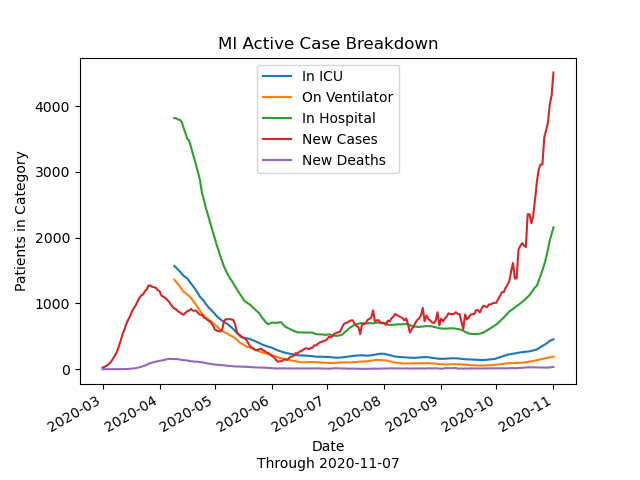 MI Active Case Breakdown
In ICU
On Ventilator
In Hospital
New Cases
New Deaths
Patients in Category
4000
3000
2000
1000
0
2020-03
2020-04
2020-05
2020-06
2020-07
2020-08
2020-09
2020-10
2020-11
Date
Through 2020-11-07